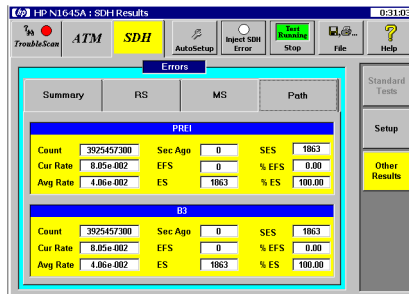 HP N1645A : SDH Results 0:31:03
TroubleScan ATM SDH AutoSetup Inject SDH Error Test Running Stop File Help
Errors
Summary RS MS Path
Standard Tests
Setup
Other Results
PREI
Count 3925457300 Sec Ago 0 SES 1863
Cur Rate 8.05e-002 EFS 0 % EFS 0.00
Avg Rate 4.06e-002 ES 1863 % ES 100.00
B3
Count 3925457300 Sec Ago 0 SES 1863
Cur Rate 8.05e-002 EFS 0 % EFS 0.00
Avg Rate 4.06e-002 ES 1863 % ES 100.00